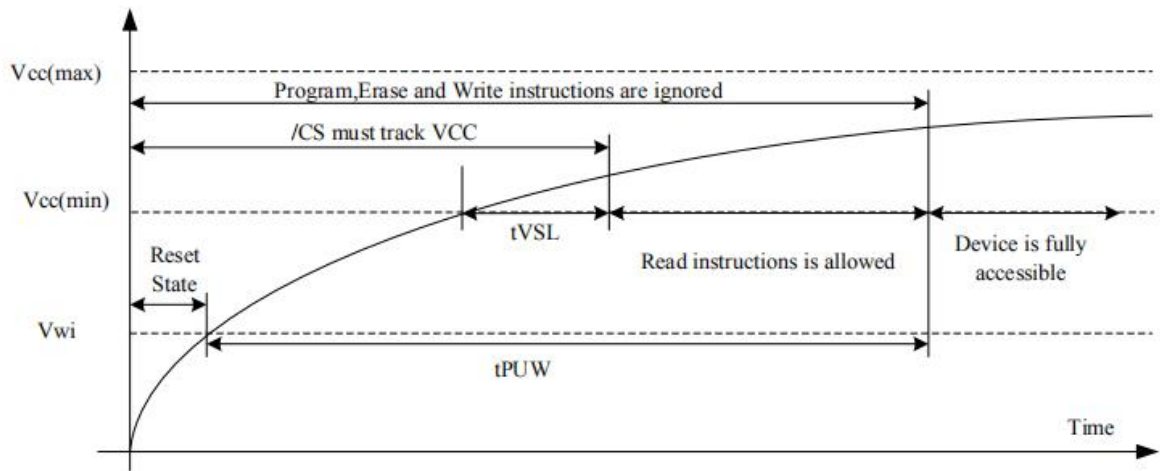 Vcc(max)
Program,Erase and Write instructions are ignored
/CS must track VCC
Vcc(min)
tVSL
Read instructions is allowed
Device is fully
accessible
Reset
State
Vwi
tPUW
Time